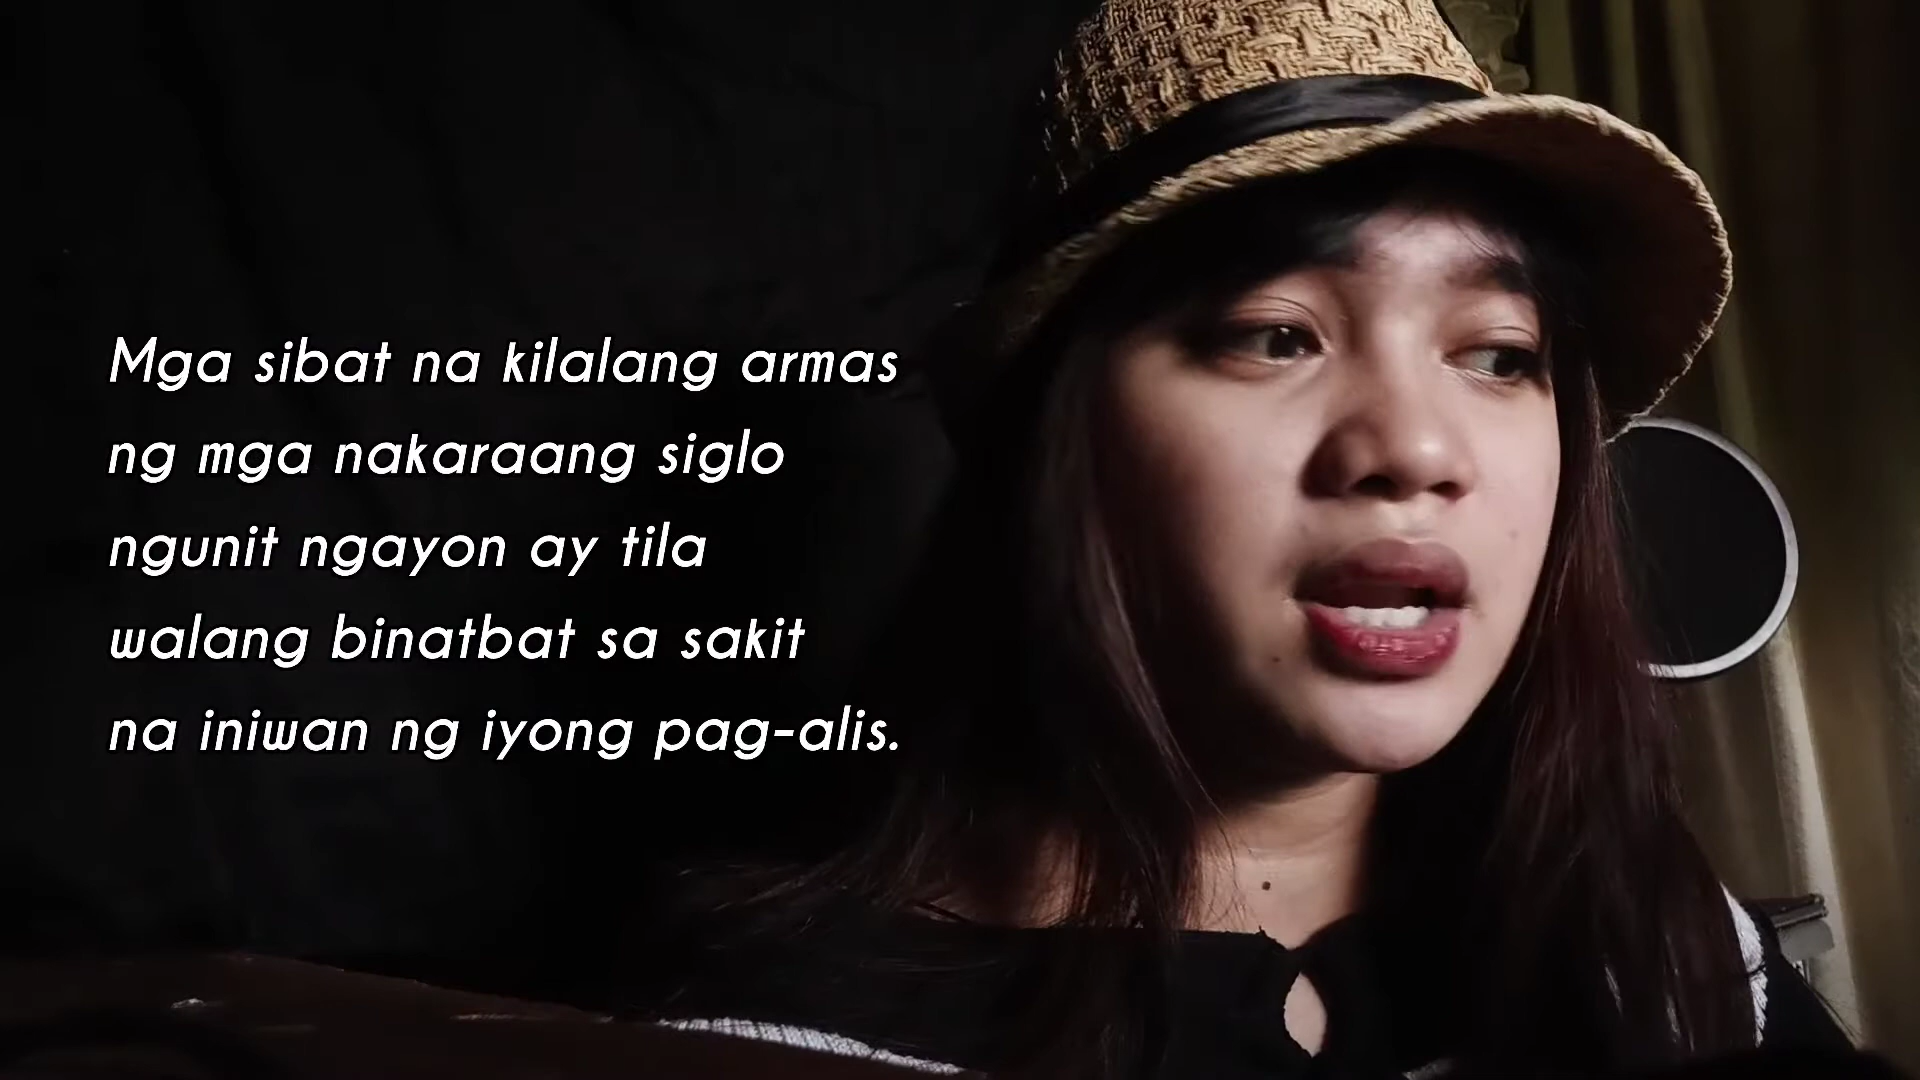 Mga sibat na kilalang armas
ng mga nakaraang siglo
ngunit ngayon ay tila
walang binatbat sa sakit
na iniwan ng iyong pag-alis.